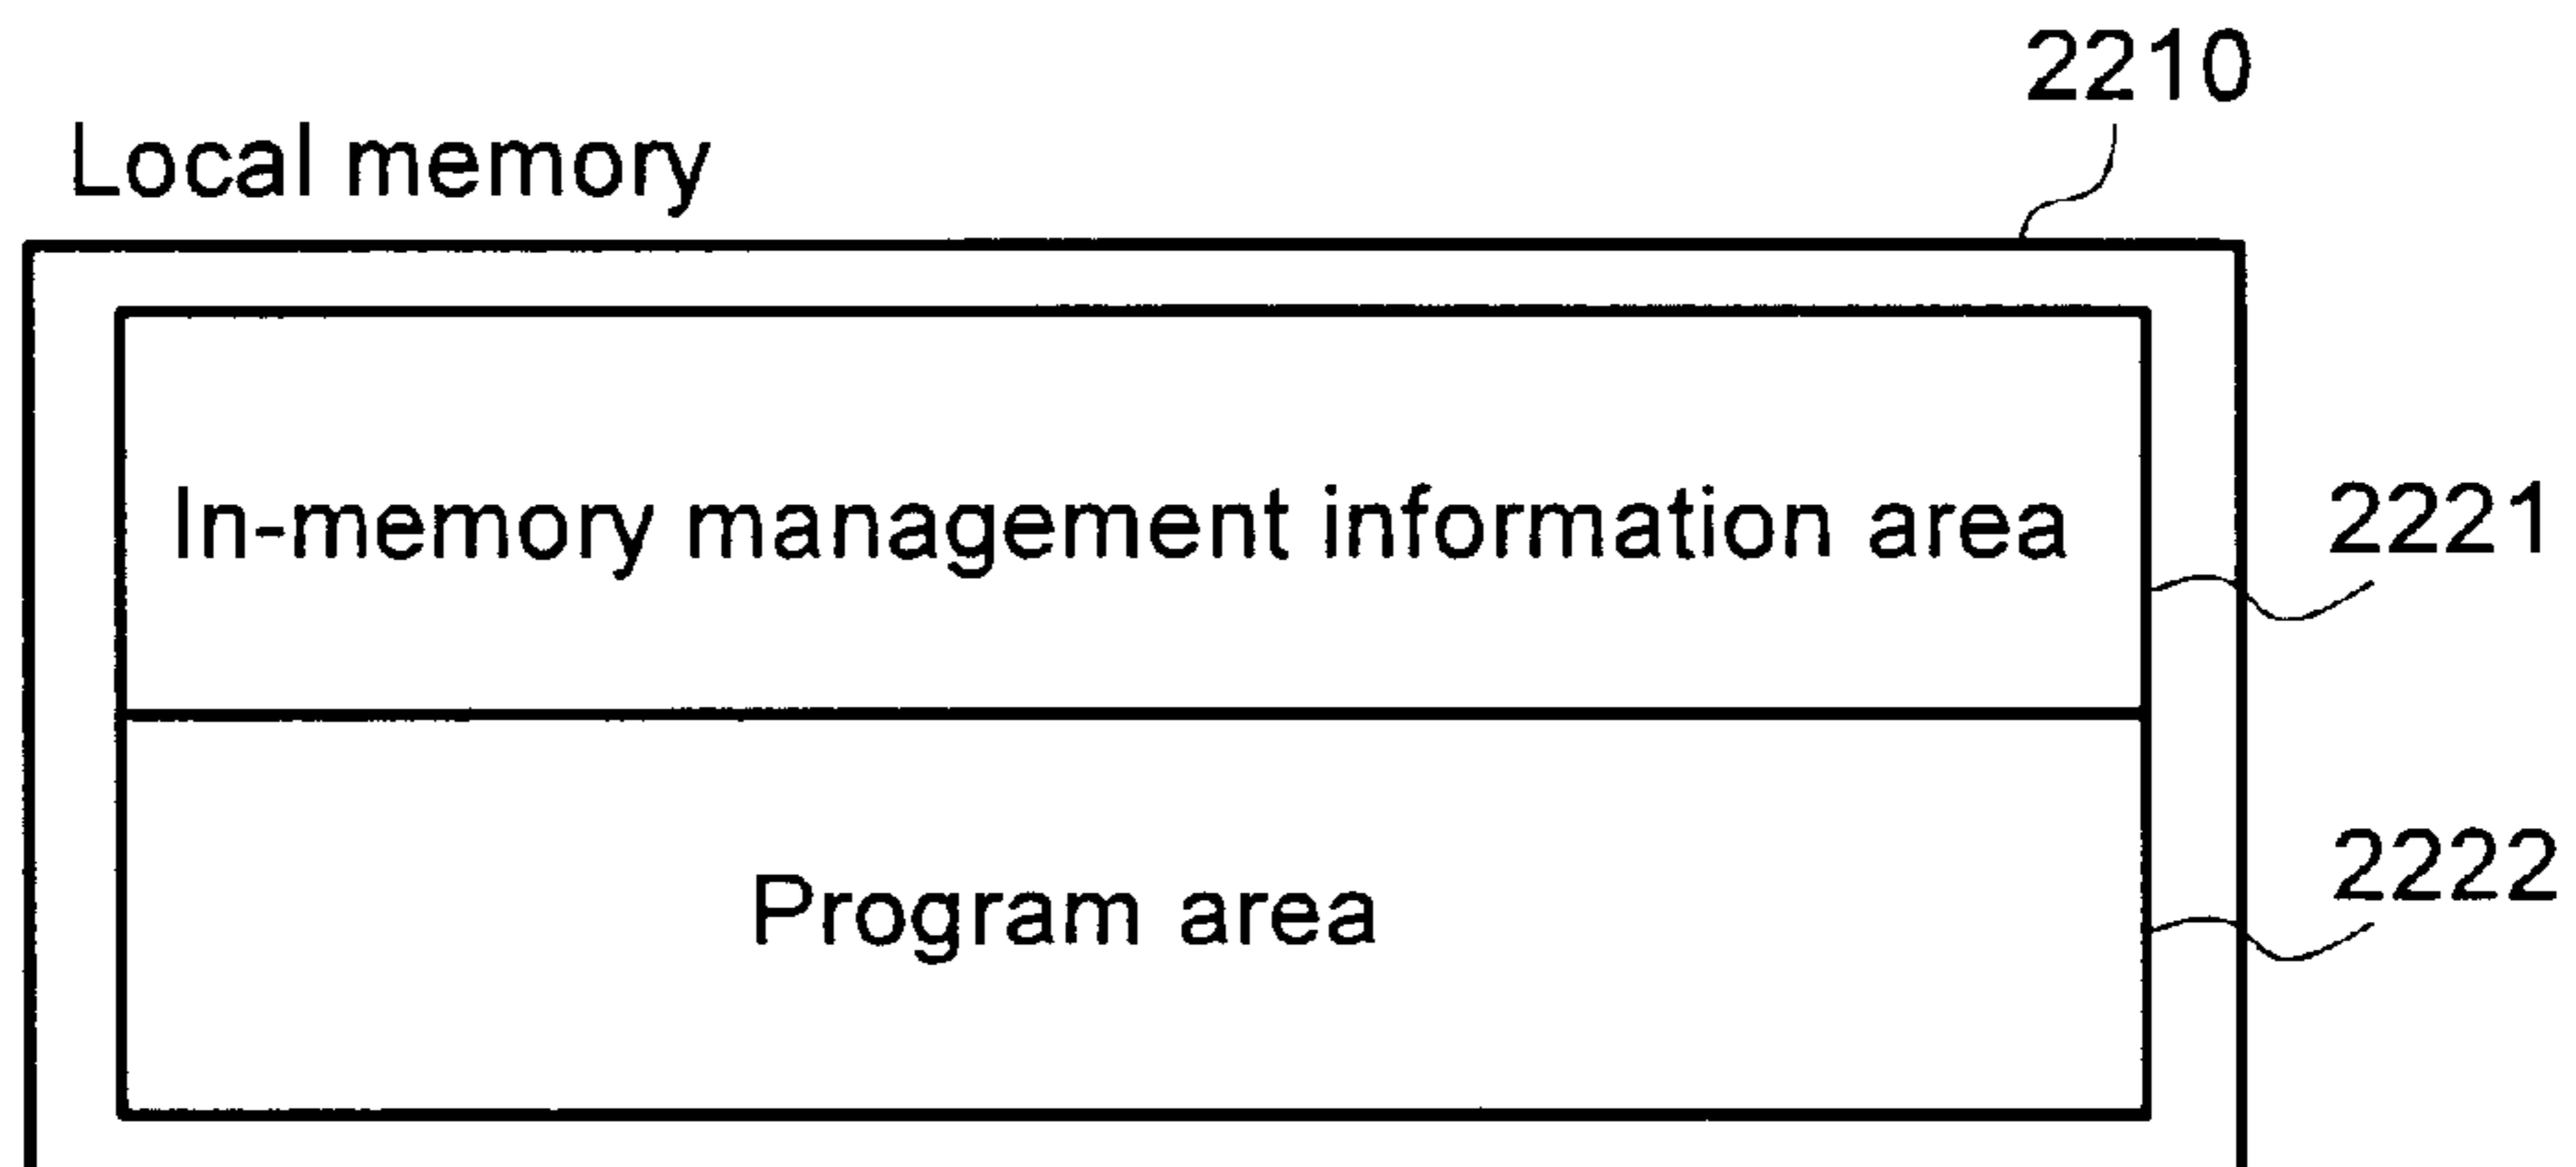 2210
Local memory
In-memory management information area
2221
Program area
2222